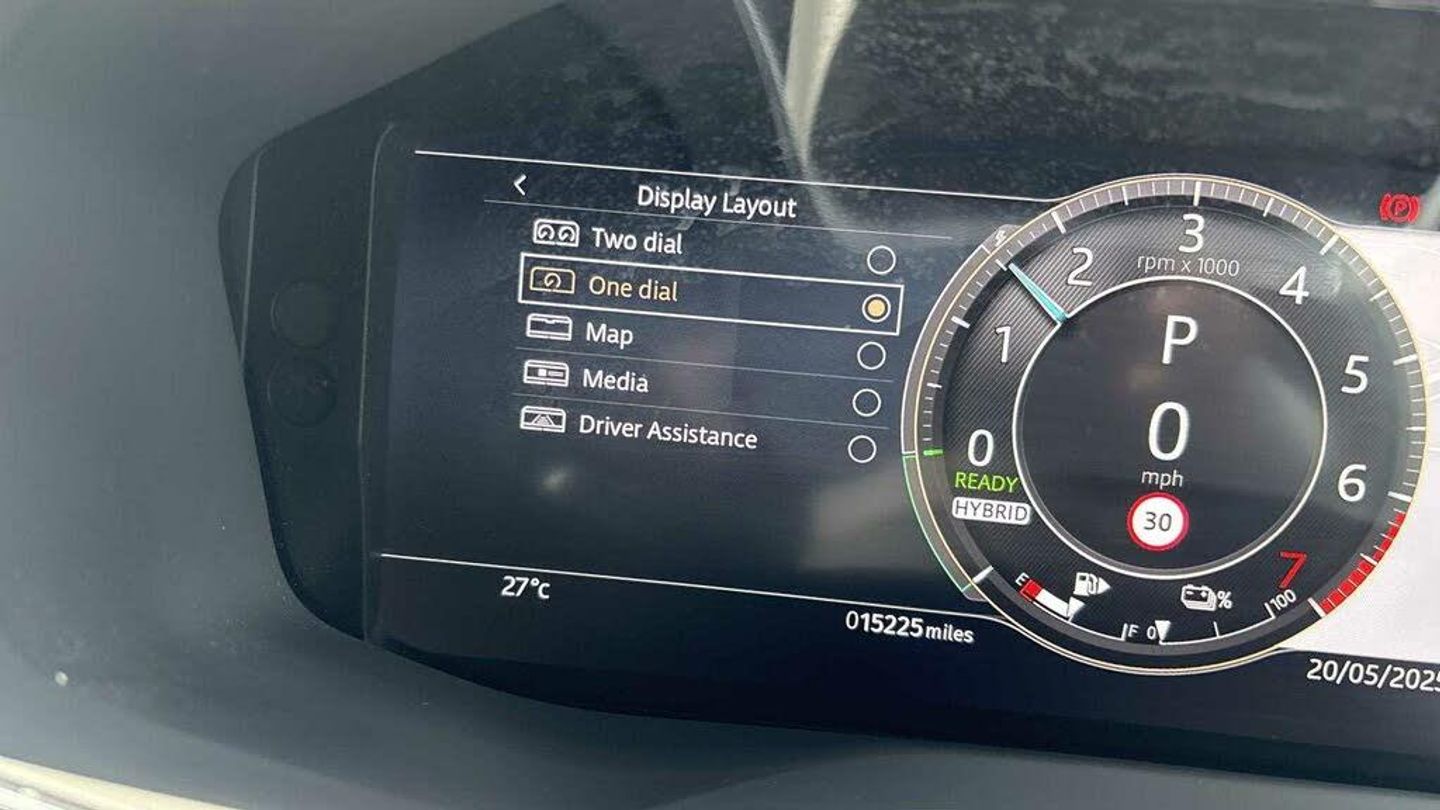 Display Layout
Two dial
One dial
Map
Media
Driver Assistance
27°c
015225 miles
0
1
2
3
4
5
6
7
rpm x 1000
P
0
mph
30
READY
HYBRID
E
F
0
%
100
20/05/2025
P